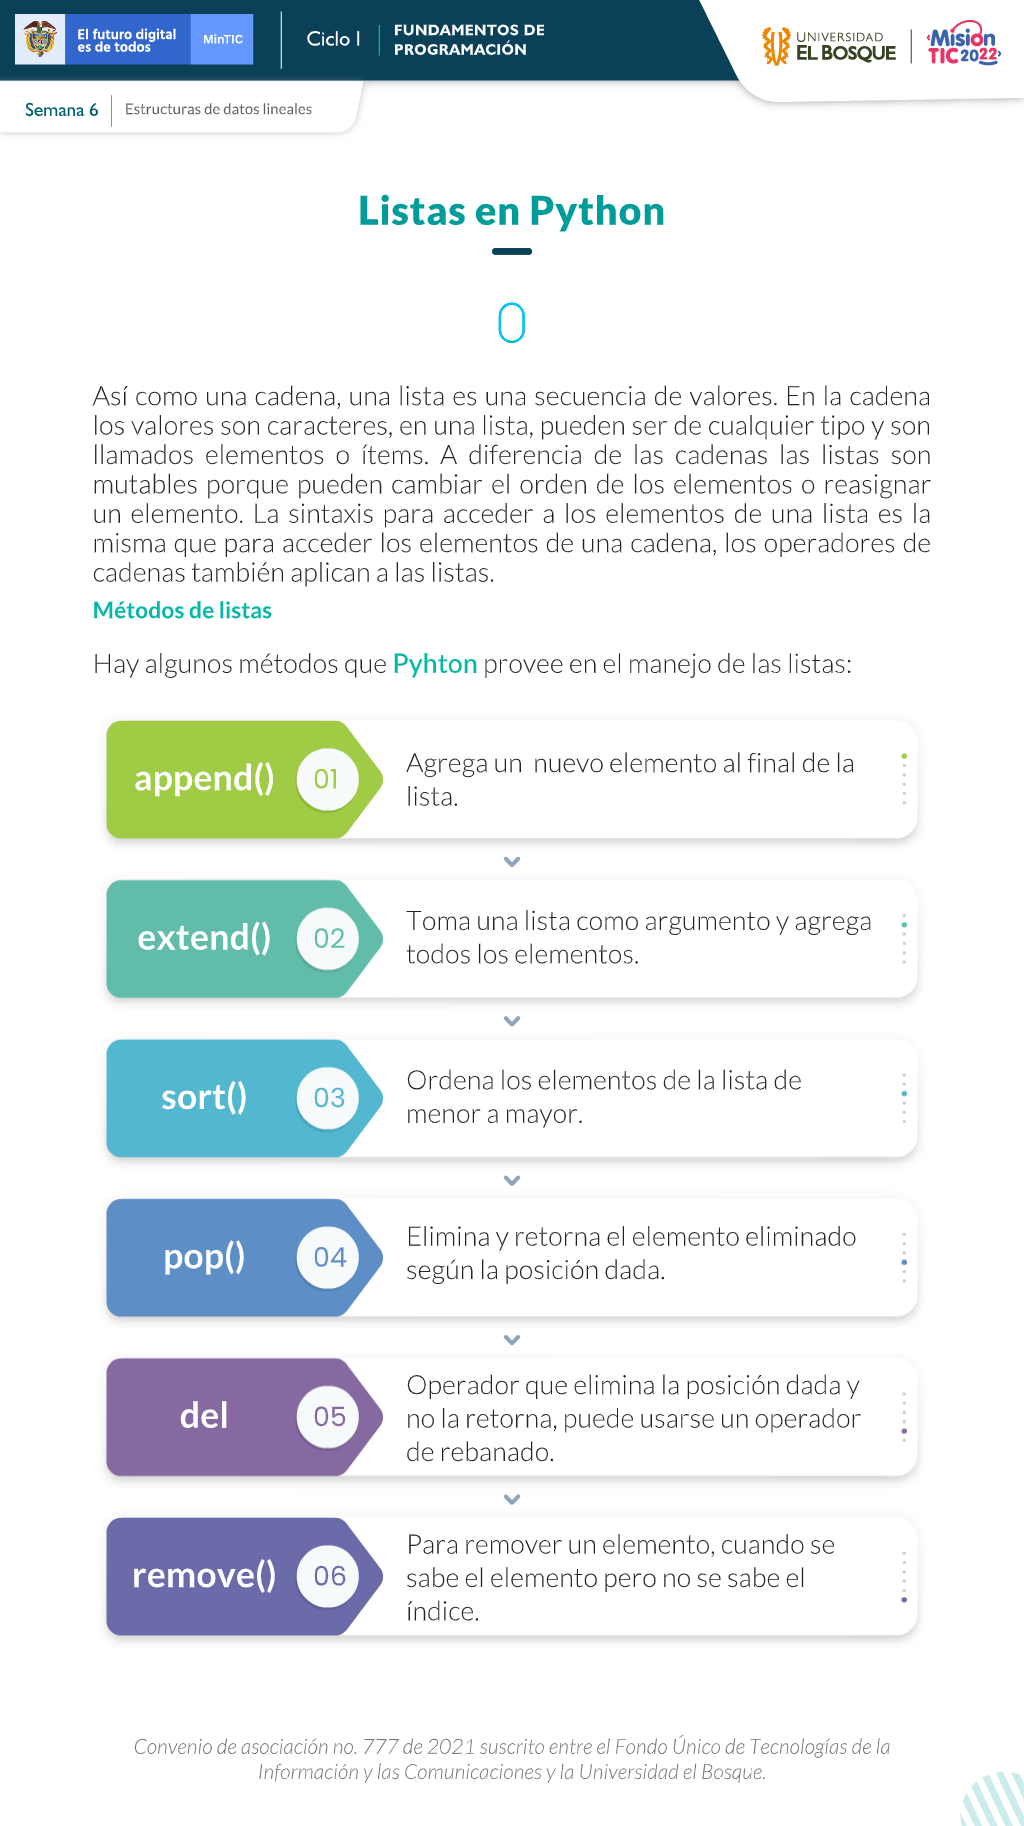 El futuro digital
es de todos
MinTIC
Ciclo I
FUNDAMENTOS DE
PROGRAMACIÓN
UNIVERSIDAD
EL BOSQUE
Misión
TIC 2022
Semana 6
Estructuras de datos lineales
Listas en Python
Así como una cadena, una lista es una secuencia de valores. En la cadena
los valores son caracteres, en una lista, pueden ser de cualquier tipo y son
llamados elementos o ítems. A diferencia de las cadenas las listas son
mutables porque pueden cambiar el orden de los elementos o reasignar
un elemento. La sintaxis para acceder a los elementos de una lista es la
misma que para acceder los elementos de una cadena, los operadores de
cadenas también aplican a las listas.
Métodos de listas
Hay algunos métodos que Pyhton provee en el manejo de las listas:
append() 01
Agrega un nuevo elemento al final de la
lista.
extend() 02
Toma una lista como argumento y agrega
todos los elementos.
sort() 03
Ordena los elementos de la lista de
menor a mayor.
pop() 04
Elimina y retorna el elemento eliminado
según la posición dada.
del 05
Operador que elimina la posición dada y
no la retorna, puede usarse un operador
de rebanado.
remove() 06
Para remover un elemento, cuando se
sabe el elemento pero no se sabe el
índice.
Convenio de asociación no. 777 de 2021 suscrito entre el Fondo Único de Tecnologías de la
Información y las Comunicaciones y la Universidad el Bosque.